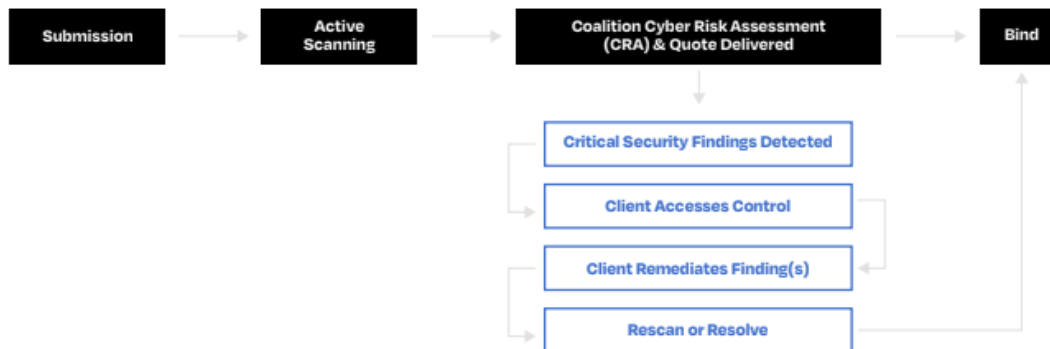 Submission
Active
Scanning
Coalition Cyber Risk Assessment
(CRA) & Quote Delivered
Bind
Critical Security Findings Detected
Client Accesses Control
Client Remediates Finding(s)
Rescan or Resolve